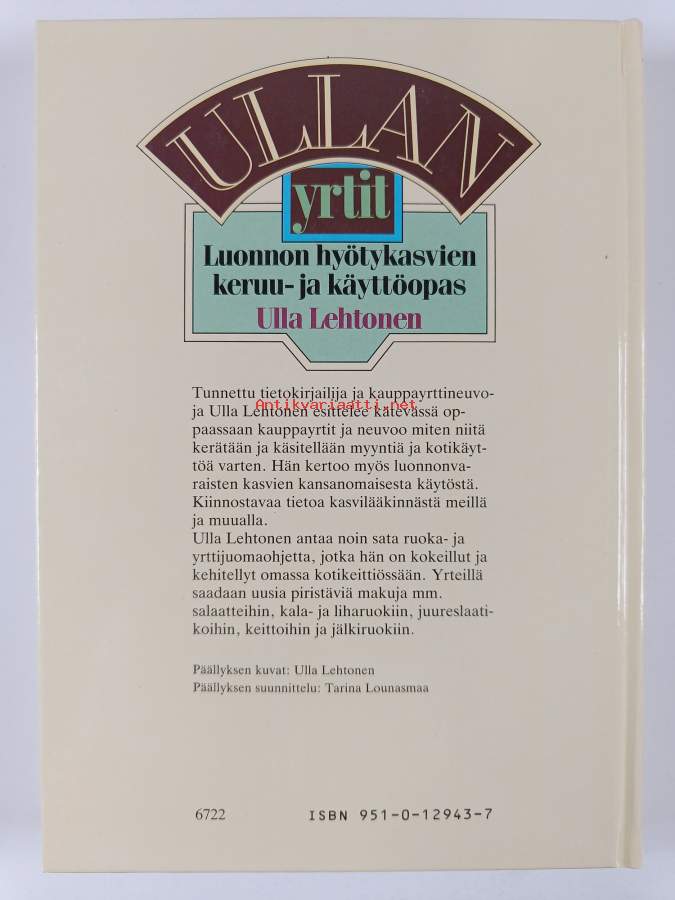 ULLAN
yrtit
Luonnon hyötykasvien
keruu- ja käyttöopas
Ulla Lehtonen
Tunnettu tietokirjailija ja kauppayrttineuvo-
ja Ulla Lehtonen esittelee kätevässä op-
Antikvariaatti.net
paassaan kauppayrtit ja neuvoo miten niitä
kerätään ja käsitellään myyntiä ja kotikäyt-
töä varten. Hän kertoo myös luonnonva-
raisten kasvien kansanomaisesta käytöstä.
Kiinnostavaa tietoa kasvilääkinnästä meillä
ja muualla.
Ulla Lehtonen antaa noin sata ruoka- ja
yrttijuomaohjetta, jotka hän on kokeillut ja
kehitellyt omassa kotikeittiössään. Yrteillä
saadaan uusia piristäviä makuja mm.
salaatteihin, kala- ja liharuokiin, juureslaati-
koihin, keittoihin ja jälkiruokiin.
Päällyksen kuvat: Ulla Lehtonen
Päällyksen suunnittelu: Tarina Lounasmaa
6722 ISBN 951-0-12943-7